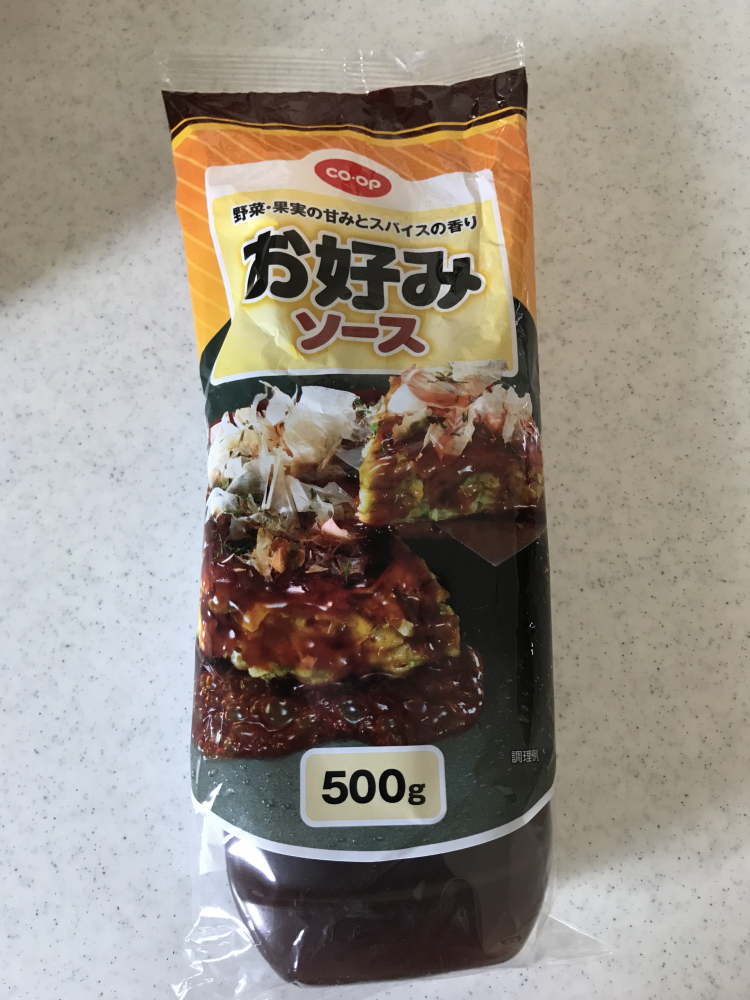 CO·OP
野菜・果実の甘みとスパイスの香り
お好み
ソース
調理例
500g